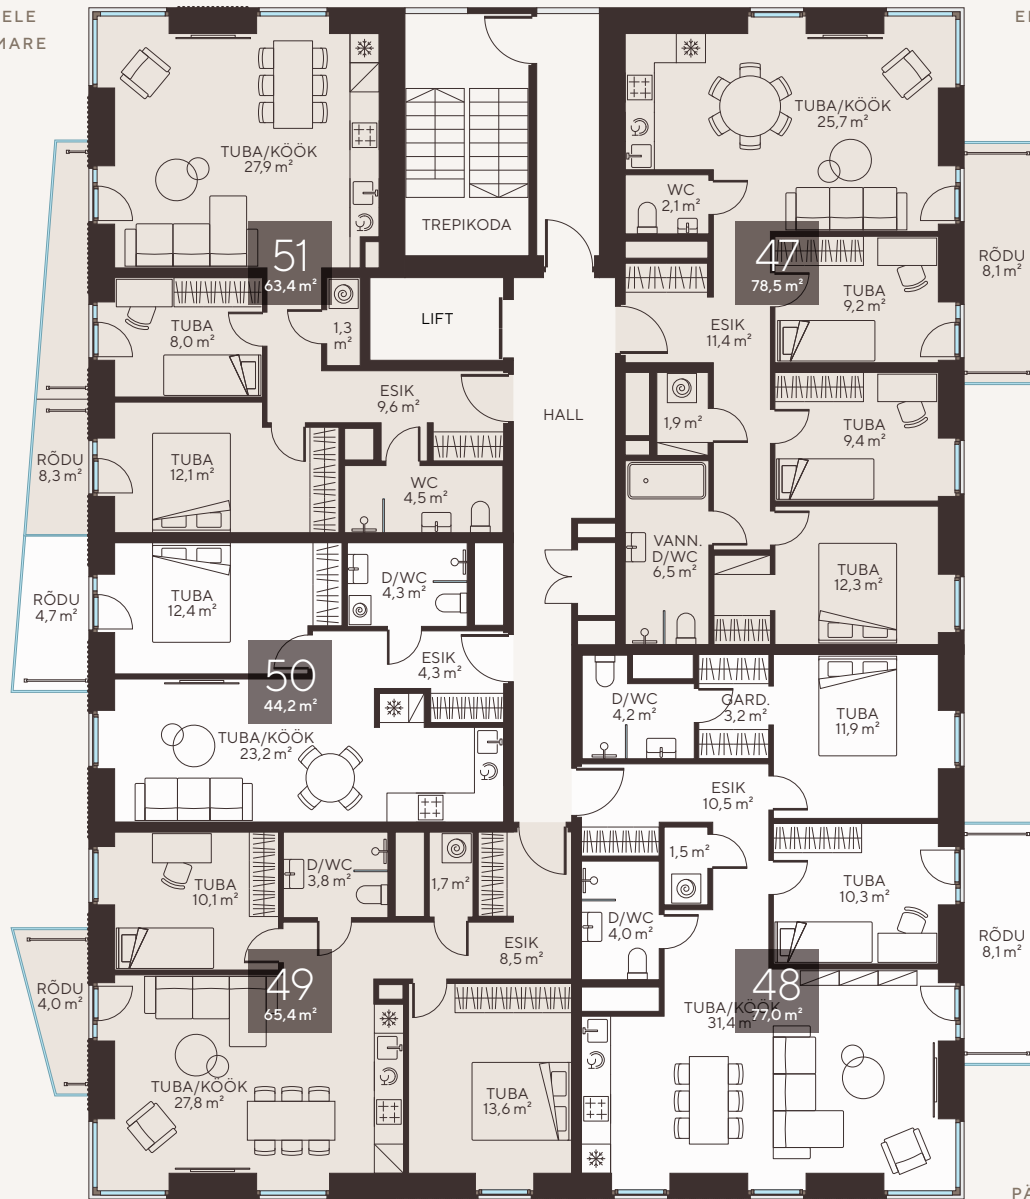 ELE
MARE
EI
TUBA/KÖÖK
27,9 m²
TREPIKODA
51
63,4 m²
LIFT
TUBA
8,0 m²
1,3
m²
ESIK
9,6 m²
HALL
RÕDU
8,3 m²
TUBA
12,1 m²
WC
4,5 m²
TUBA/KÖÖK
25,7 m²
WC
2,1 m²
47
78,5 m²
RÕDU
8,1 m²
TUBA
9,2 m²
ESIK
11,4 m²
1,9 m²
TUBA
9,4 m²
VANN.
D/WC
6,5 m²
TUBA
12,3 m²
RÕDU
4,7 m²
TUBA
12,4 m²
D/WC
4,3 m²
ESIK
4,3 m²
50
44,2 m²
TUBA/KÖÖK
23,2 m²
D/WC
4,2 m²
GARD.
3,2 m²
TUBA
11,9 m²
ESIK
10,5 m²
1,5 m²
TUBA
10,3 m²
D/WC
4,0 m²
RÕDU
8,1 m²
48
77,0 m²
TUBA/KÖÖK
31,4 m²
TUBA
10,1 m²
D/WC
3,8 m²
1,7 m²
ESIK
8,5 m²
RÕDU
4,0 m²
49
65,4 m²
TUBA/KÖÖK
27,8 m²
TUBA
13,6 m²